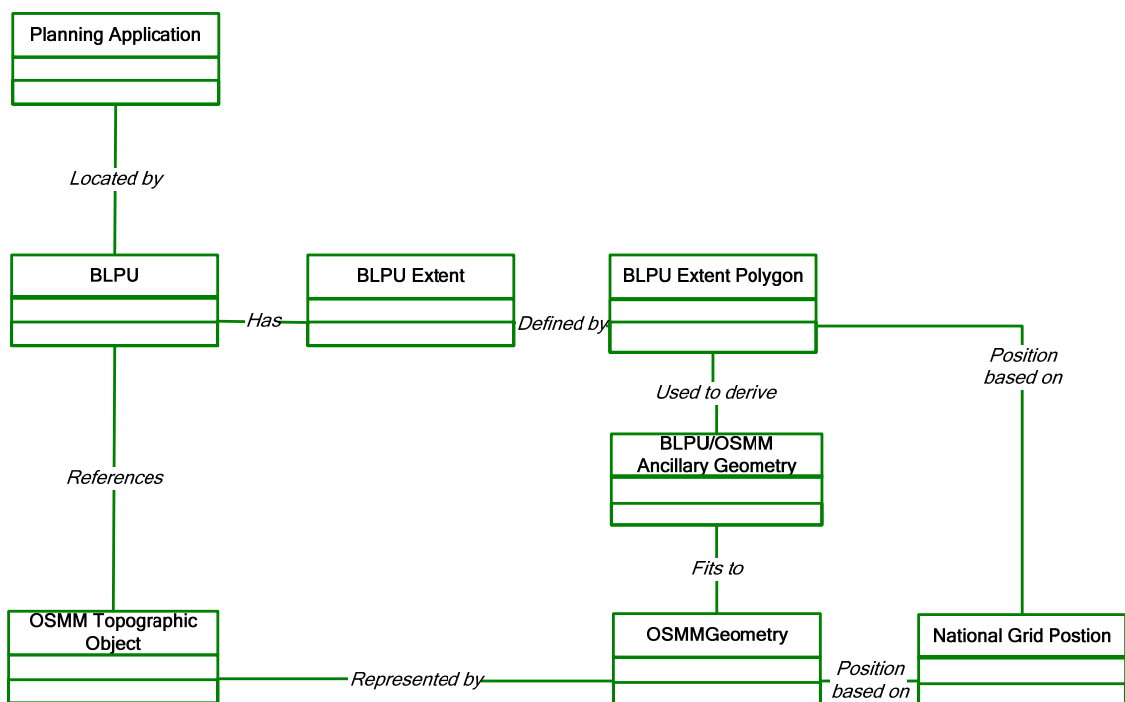 Planning Application
Located by
BLPU
BLPU Extent
BLPU Extent Polygon
Has
Defined by
Position
based on
Used to derive
BLPU/OSMM
Ancillary Geometry
References
Fits to
OSMM Topographic
Object
OSMMGeometry
National Grid Postion
Represented by
Position
based on